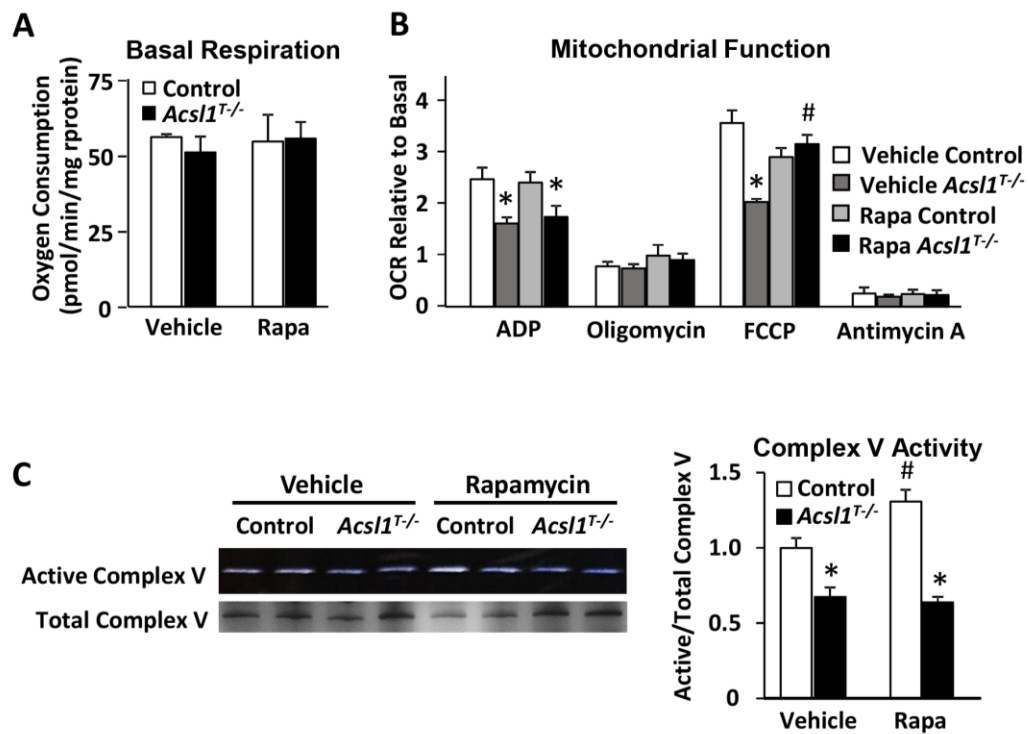 A
Basal Respiration
Oxygen Consumption
(pmol/min/mg rprotein)
75
50
25
0
Control
Acsl1T-/-
Vehicle
Rapa
B
Mitochondrial Function
OCR Relative to Basal
4
3
2
1
0
*
*
*
#
Vehicle Control
Vehicle Acsl1T-/-
Rapa Control
Rapa Acsl1T-/-
ADP
Oligomycin
FCCP
Antimycin A
C
Vehicle
Rapamycin
Control
Acsl1T-/-
Control
Acsl1T-/-
Active Complex V
Total Complex V
Complex V Activity
Active/Total Complex V
1.5
1.0
0.5
0
#
Control
Acsl1T-/-
*
*
Vehicle
Rapa